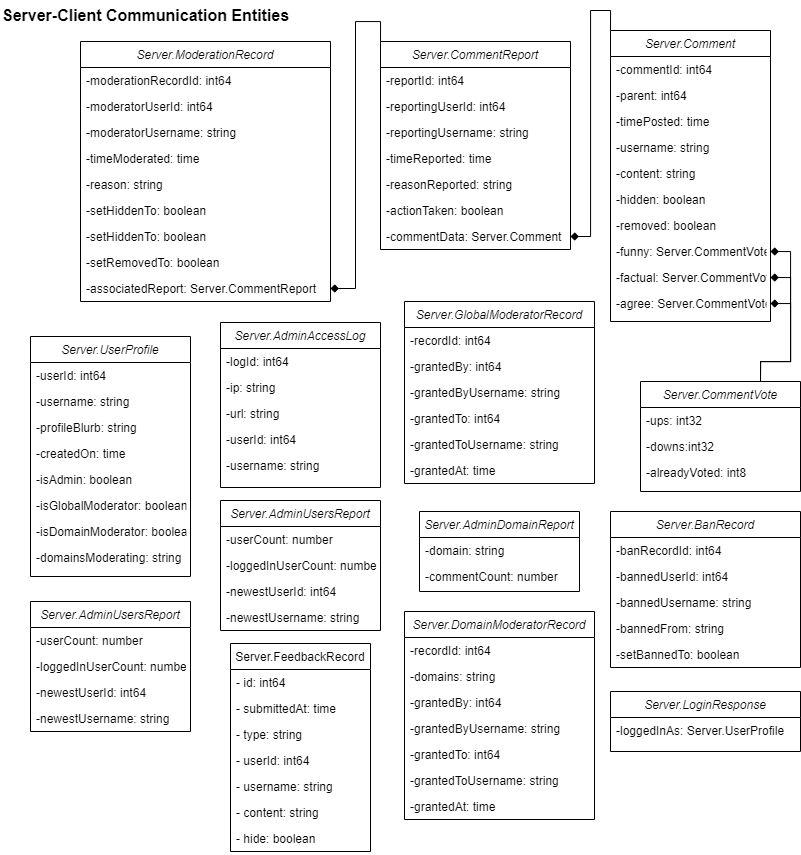 Server-Client Communication Entities
Server.ModerationRecord
-moderationRecordId: int64
-moderatorUserId: int64
-moderatorUsername: string
-timeModerated: time
-reason: string
-setHiddenTo: boolean
-setHiddenTo: boolean
-setRemovedTo: boolean
-associatedReport: Server.CommentReport
Server.CommentReport
-reportId: int64
-reportingUserId: int64
-reportingUsername: string
-timeReported: time
-reasonReported: string
-actionTaken: boolean
-commentData: Server.Comment
Server.Comment
-commentId: int64
-parent: int64
-timePosted: time
-username: string
-content: string
-hidden: boolean
-removed: boolean
-funny: Server.CommentVote
-factual: Server.CommentVo
-agree: Server.CommentVot
Server.UserProfile
-userId: int64
-username: string
-profileBlurb: string
-createdOn: time
-isAdmin: boolean
-isGlobalModerator: boolean
-isDomainModerator: boolea
-domainsModerating: string
Server.AdminAccessLog
-logId: int64
-ip: string
-url: string
-userId: int64
-username: string
Server.GlobalModeratorRecord
-recordId: int64
-grantedBy: int64
-grantedByUsername: string
-grantedTo: int64
-grantedToUsername: string
-grantedAt: time
Server.CommentVote
-ups: int32
-downs:int32
-alreadyVoted: int8
Server.AdminUsersReport
-userCount: number
-loggedInUserCount: numbe
-newestUserId: int64
-newestUsername: string
Server.AdminDomainReport
-domain: string
-commentCount: number
Server.BanRecord
-banRecordId: int64
-bannedUserId: int64
-bannedUsername: string
-bannedFrom: string
-setBannedTo: boolean
Server.AdminUsersReport
-userCount: number
-loggedInUserCount: numbe
-newestUserId: int64
-newestUsername: string
Server.FeedbackRecord
- id: int64
- submittedAt: time
- type: string
- userId: int64
- username: string
- content: string
- hide: boolean
Server.DomainModeratorRecord
-recordId: int64
-domains: string
-grantedBy: int64
-grantedByUsername: string
-grantedTo: int64
-grantedToUsername: string
-grantedAt: time
Server.LoginResponse
-loggedInAs: Server.UserProfile